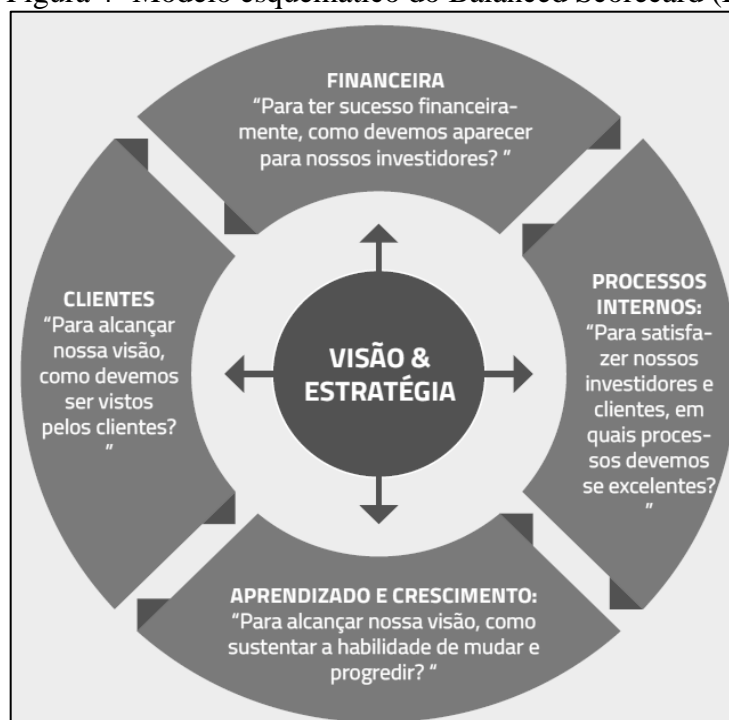 Figura 4- Modelo esquemático do Balanced Scorecard (
FINANCEIRA
“Para ter sucesso financeira-
mente, como devemos aparecer
para nossos investidores? ”
CLIENTES
“Para alcançar
nossa visão,
como devemos
ser vistos
pelos clientes?
”
VISÃO &
ESTRATÉGIA
PROCESSOS
INTERNOS:
“Para satisfa-
zer nossos
investidores e
clientes, em
quais proces-
sos devemos
se excelentes?
”
APRENDIZADO E CRESCIMENTO:
“Para alcançar nossa visão, como
sustentar a habilidade de mudar e
progredir? “